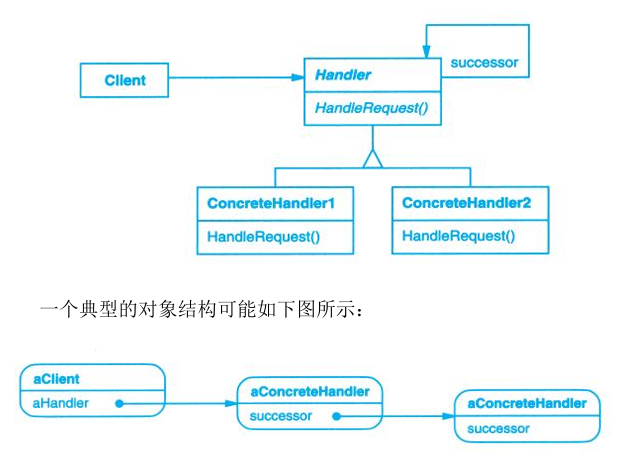 Client
Handler
HandleRequest()
successor
ConcreteHandler1
HandleRequest()
ConcreteHandler2
HandleRequest()
一个典型的对象结构可能如下图所示：
aClient
aHandler
aConcreteHandler
successor
aConcreteHandler
successor